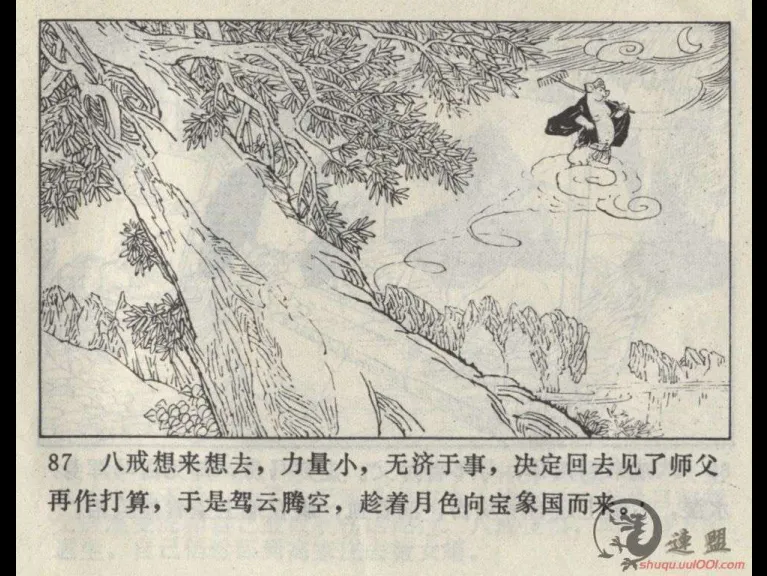 87 八戒想来想去，力量小，无济于事，决定回去见了师父
再作打算，于是驾云腾空，趁着月色向宝象国而来。
連盟
shuqu.uul001.com